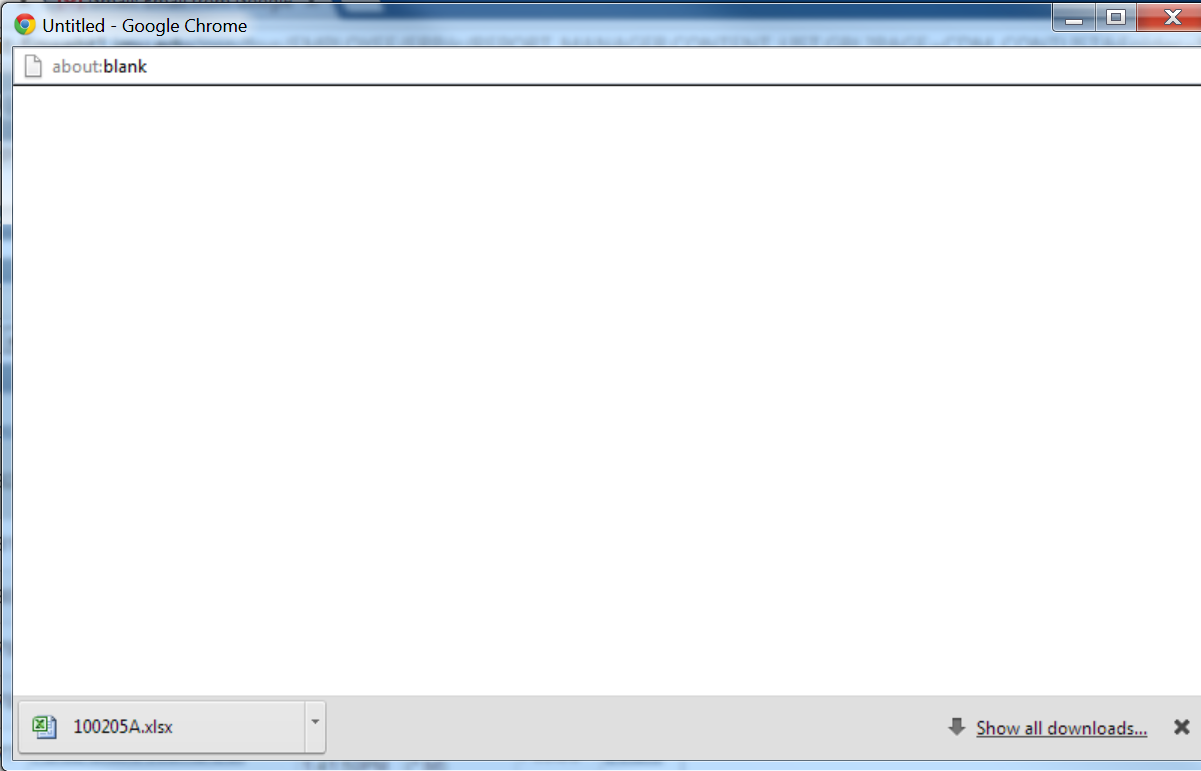 Untitled - Google Chrome
about:blank
100205A.xlsx
Show all downloads...